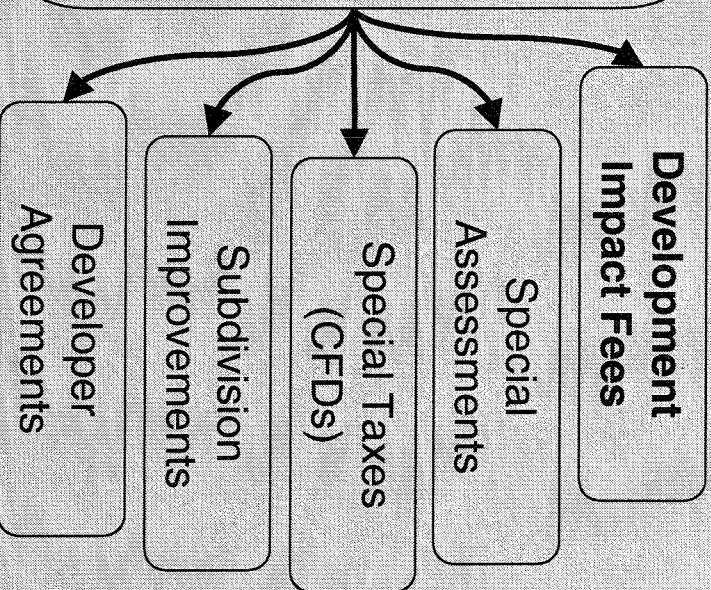 Development
Impact Fees
Special
Assessments
Special Taxes
(CFDs)
Subdivision
Improvements
Developer
Agreements